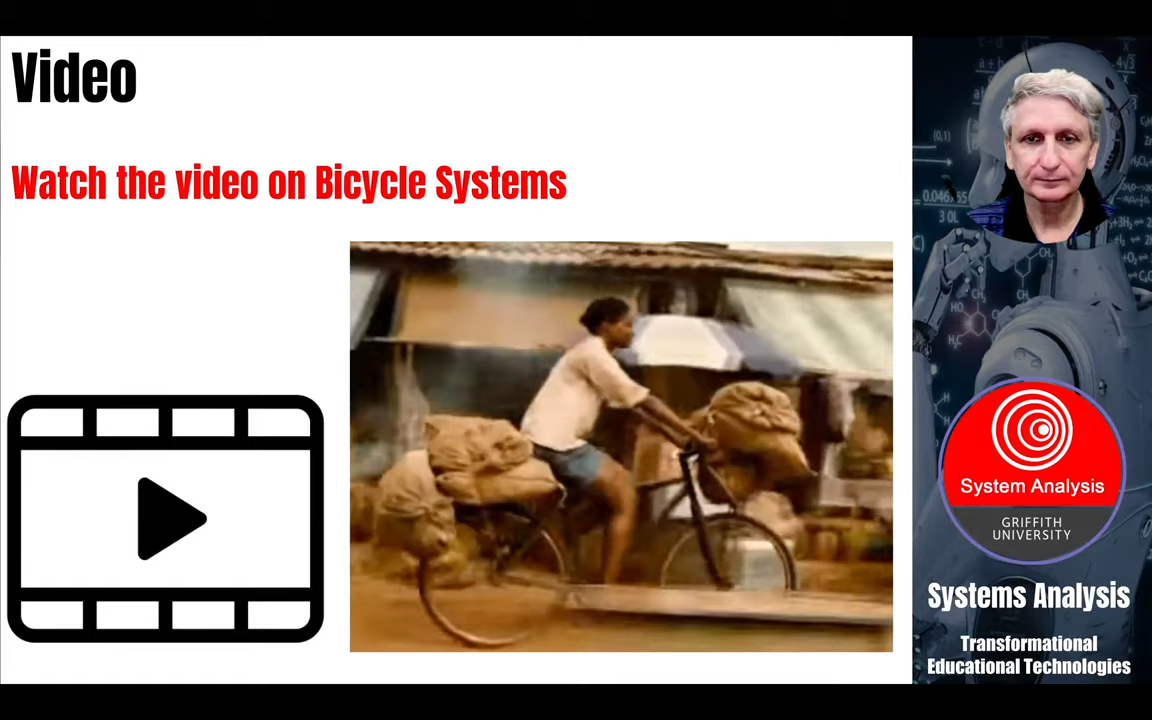 Video
Watch the video on Bicycle Systems
System Analysis
GRIFFITH
UNIVERSITY
Systems Analysis
Transformational
Educational Technologies